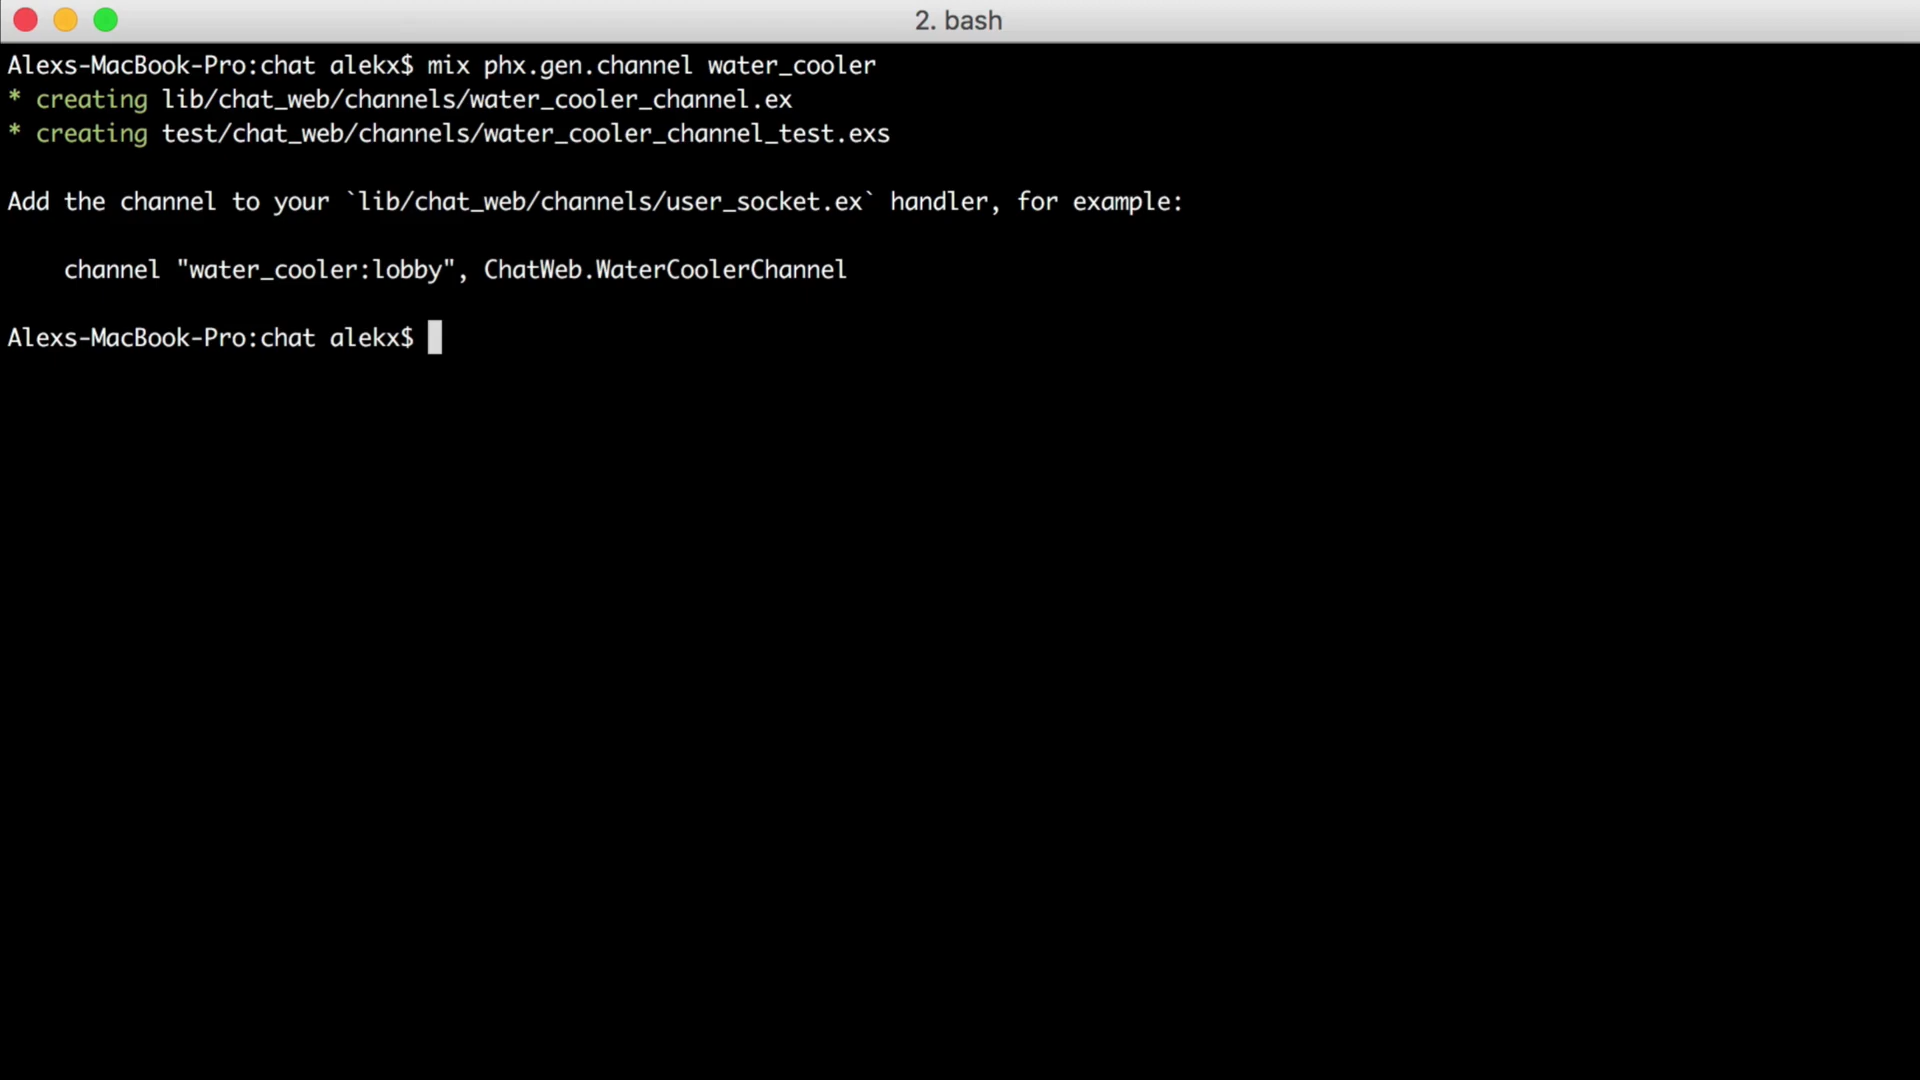 2. bash
Alexs-MacBook-Pro:chat alekx$ mix phx.gen.channel water_cooler
* creating lib/chat_web/channels/water_cooler_channel.ex
* creating test/chat_web/channels/water_cooler_channel_test.exs
Add the channel to your `lib/chat_web/channels/user_socket.ex` handler, for example:
channel "water_cooler:lobby", ChatWeb.WaterCoolerChannel
Alexs-MacBook-Pro:chat alekx$